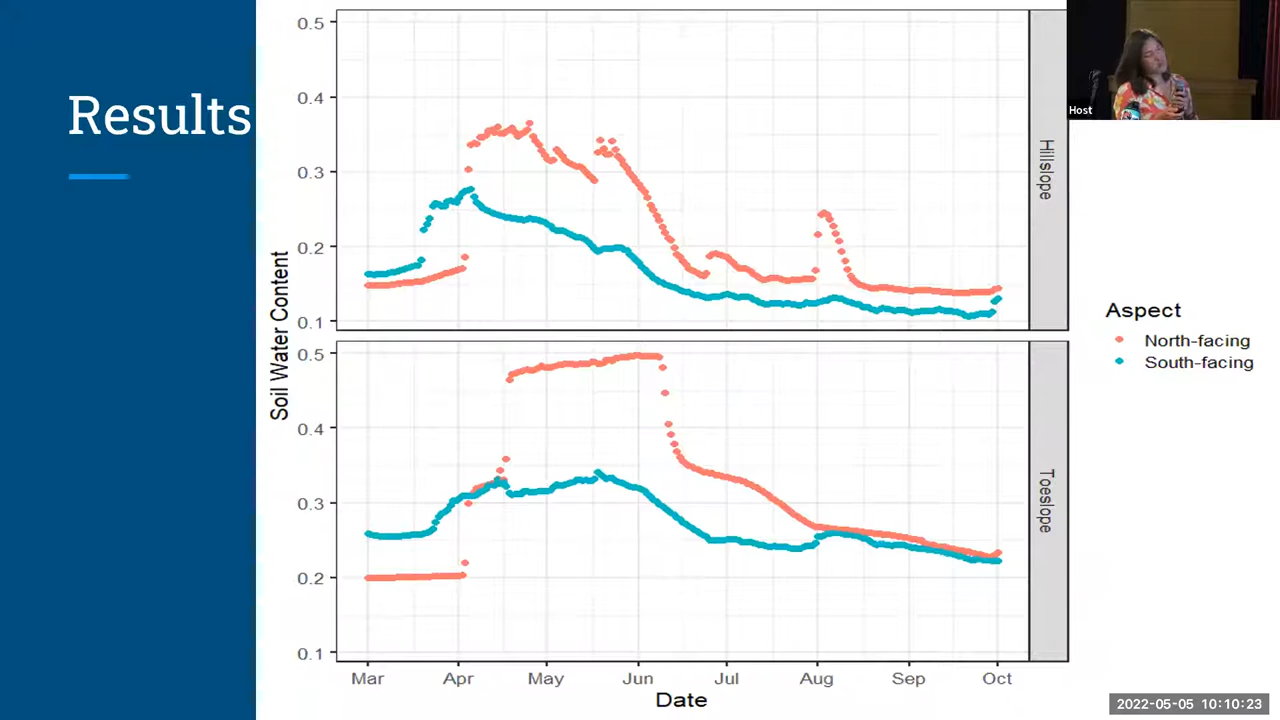 Results
Soil Water Content
0.5
0.4
0.3
0.2
0.1
Hillslope
0.5
0.4
0.3
0.2
0.1
Toeslope
Mar Apr May Jun Jul Aug Sep Oct
Date
Host
Aspect
North-facing
South-facing
2022-05-05 10:10:23